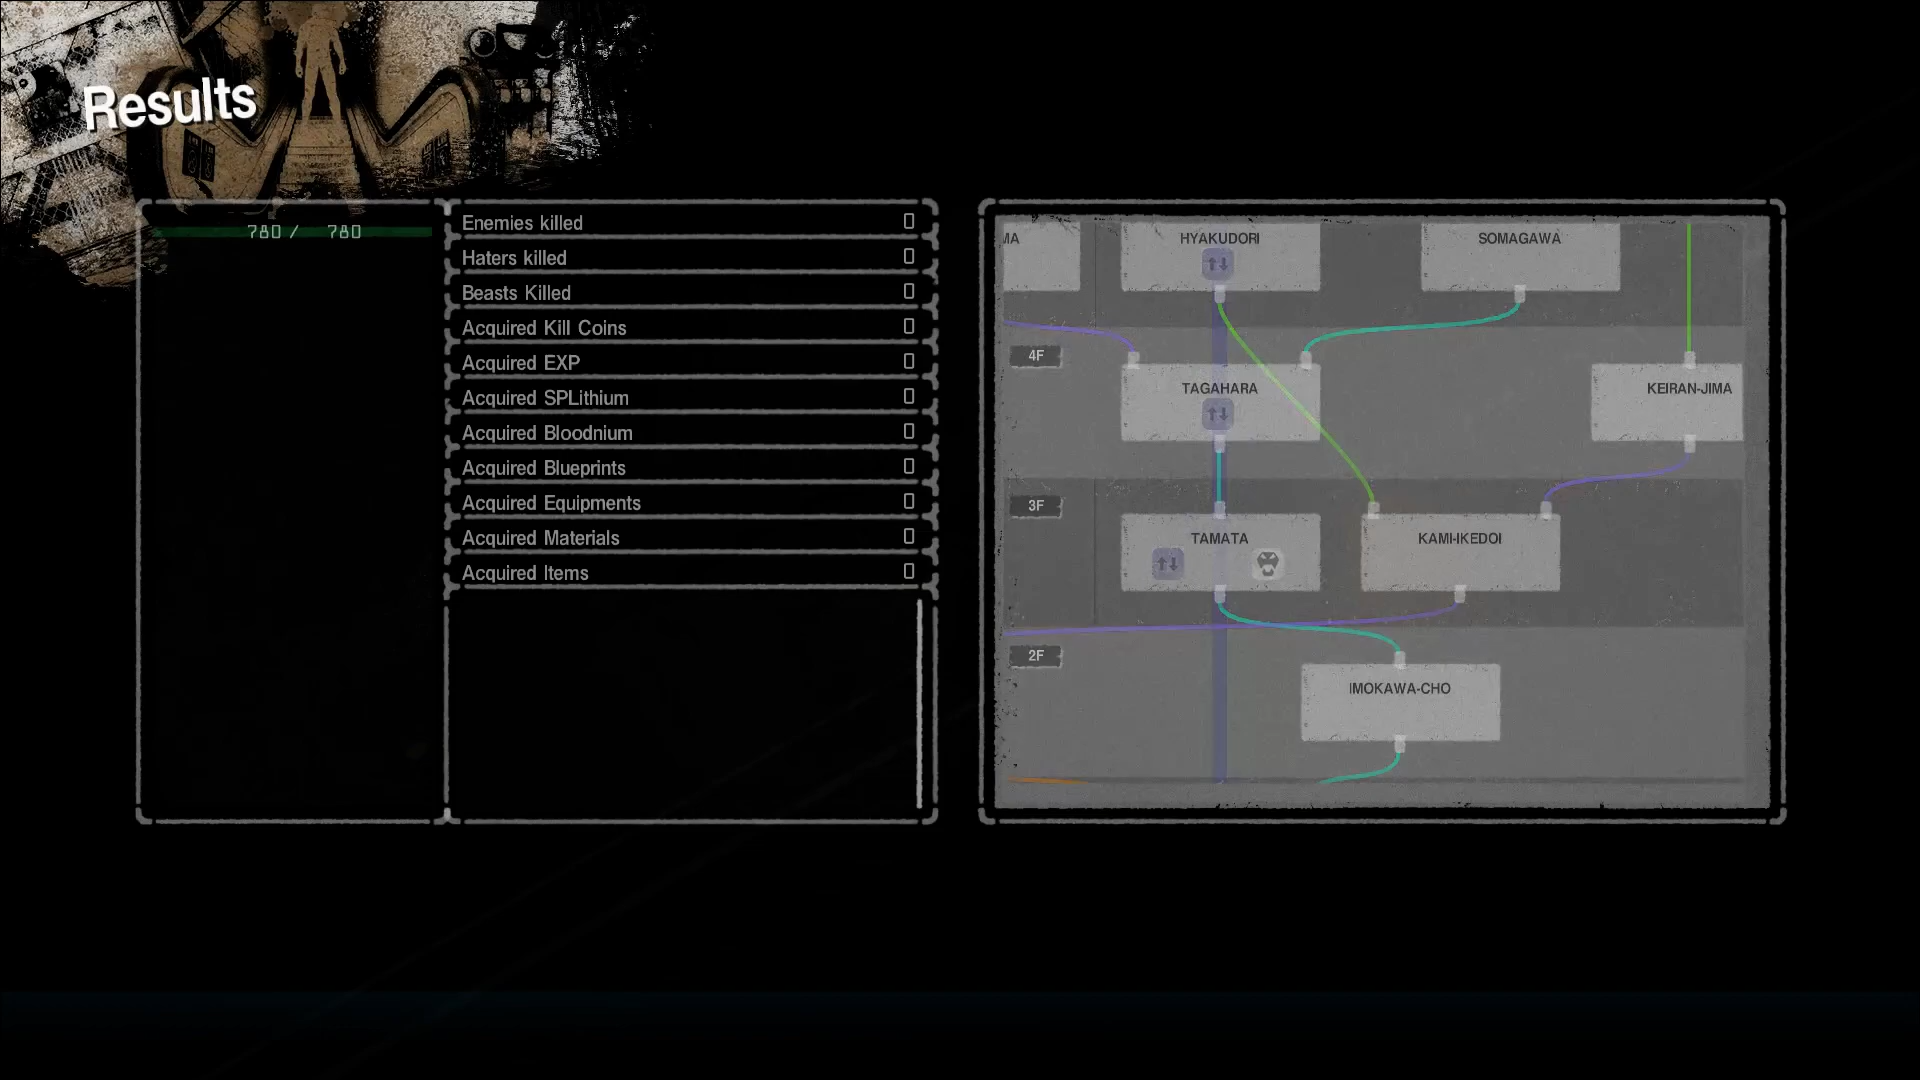 Results
780 / 780
Enemies killed 0
Haters killed 0
Beasts Killed 0
Acquired Kill Coins 0
Acquired EXP 0
Acquired SPLithium 0
Acquired Bloodnium 0
Acquired Blueprints 0
Acquired Equipments 0
Acquired Materials 0
Acquired Items 0
MA HYAKUDORI SOMAGAWA
4F
TAGAHARA KEIRAN-JIMA
3F
TAMATA KAMI-IKEDOI
2F
IMOKAWA-CHO